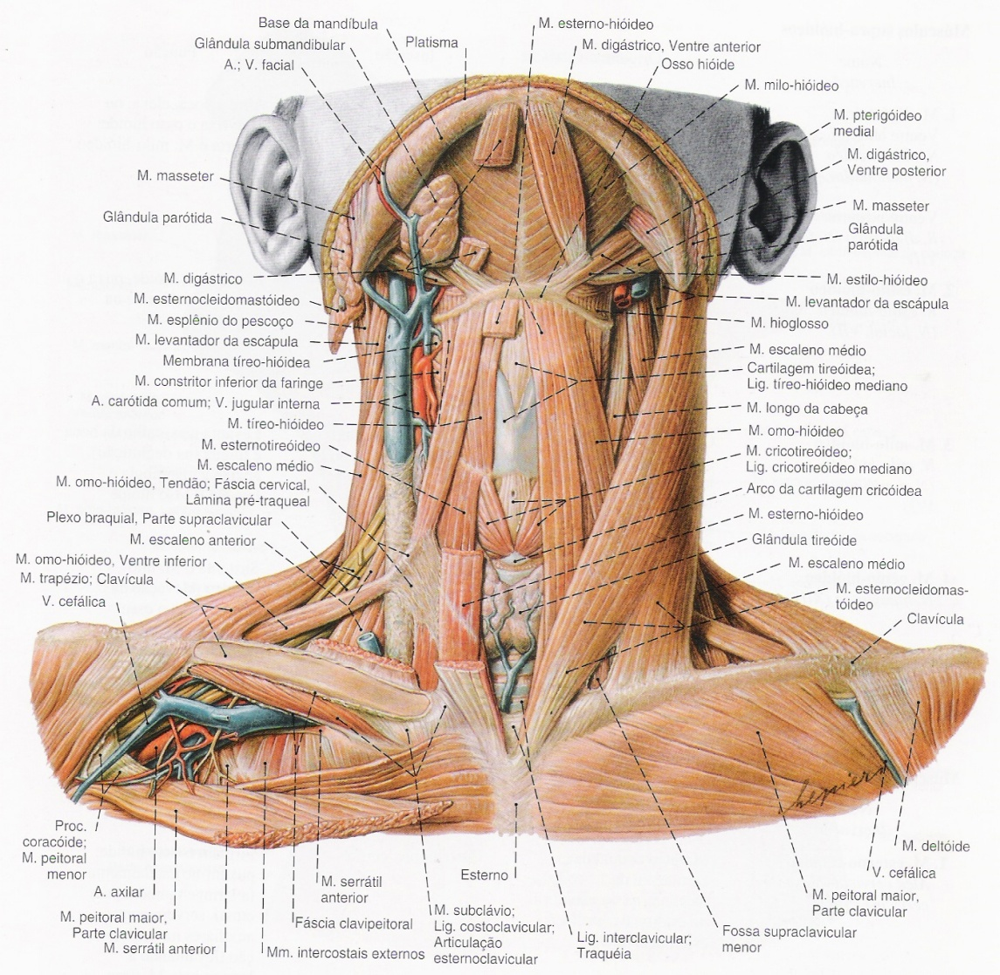 Base da mandíbula
Glândula submandibular
A.; V. facial
Platisma
M. esterno-hióideo
M. digástrico, Ventre anterior
Osso hióide
M. milo-hióideo
M. pterigóideo
medial
M. digástrico,
Ventre posterior
M. masseter
Glândula
parótida
M. estilo-hióideo
M. levantador da escápula
M. hioglosso
M. escaleno médio
Cartilagem tireóidea;
Lig. tíreo-hióideo mediano
M. longo da cabeça
M. omo-hióideo
M. cricotireóideo;
Lig. cricotireóideo mediano
Arco da cartilagem cricóidea
M. esterno-hióideo
Glândula tireóide
M. escaleno médio
M. esternocleidomas-
tóideo
Clavícula
M. masseter
Glândula parótida
M. digástrico
M. esternocleidomastóideo
M. esplênio do pescoço
M. levantador da escápula
Membrana tíreo-hióidea
M. constritor inferior da faringe
A. carótida comum; V. jugular interna
M. tíreo-hióideo
M. esternotireóideo
M. escaleno médio
M. omo-hióideo, Tendão; Fáscia cervical,
Lâmina pré-traqueal
Plexo braquial, Parte supraclavicular
M. escaleno anterior
M. omo-hióideo, Ventre inferior
M. trapézio; Clavícula
V. cefálica
Proc.
coracóide;
M. peitoral
menor
A. axilar
M. peitoral maior,
Parte clavicular
M. serrátil anterior
Mm. intercostais externos
Fáscia clavipeitoral
M. serrátil
anterior
M. subclávio;
Lig. costoclavicular;
Articulação
esternoclavicular
Esterno
Lig. interclavicular;
Traquéia
Fossa supraclavicular
menor
M. peitoral maior,
Parte clavicular
V. cefálica
M. deltóide